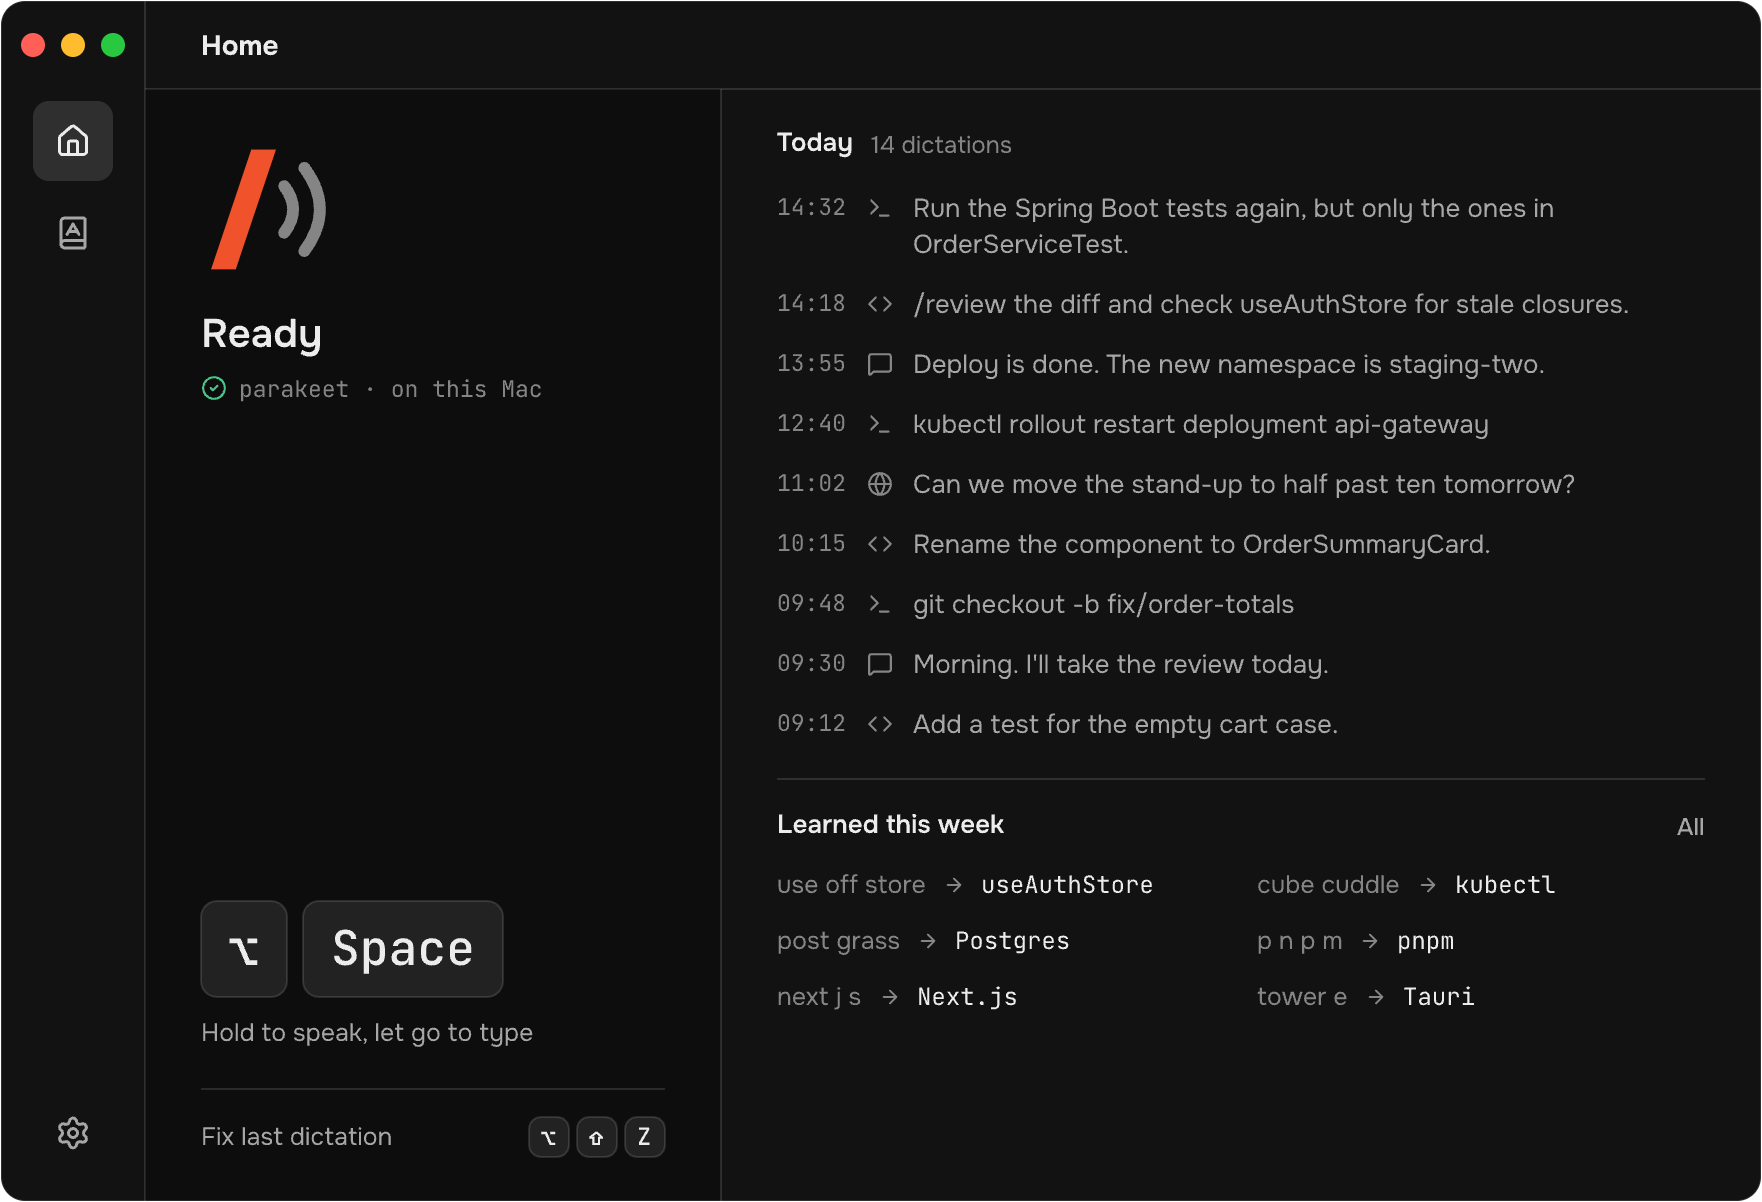 Home
Ready
parakeet · on this Mac
⌥ Space
Hold to speak, let go to type
Fix last dictation ⌥ ⇧ Z
Today 14 dictations
14:32 Run the Spring Boot tests again, but only the ones in
OrderServiceTest.
14:18 /review the diff and check useAuthStore for stale closures.
13:55 Deploy is done. The new namespace is staging-two.
12:40 kubectl rollout restart deployment api-gateway
11:02 Can we move the stand-up to half past ten tomorrow?
10:15 Rename the component to OrderSummaryCard.
09:48 git checkout -b fix/order-totals
09:30 Morning. I'll take the review today.
09:12 Add a test for the empty cart case.
Learned this week All
use off store → useAuthStore cube cuddle → kubectl
post grass → Postgres p n p m → pnpm
next j s → Next.js tower e → Tauri